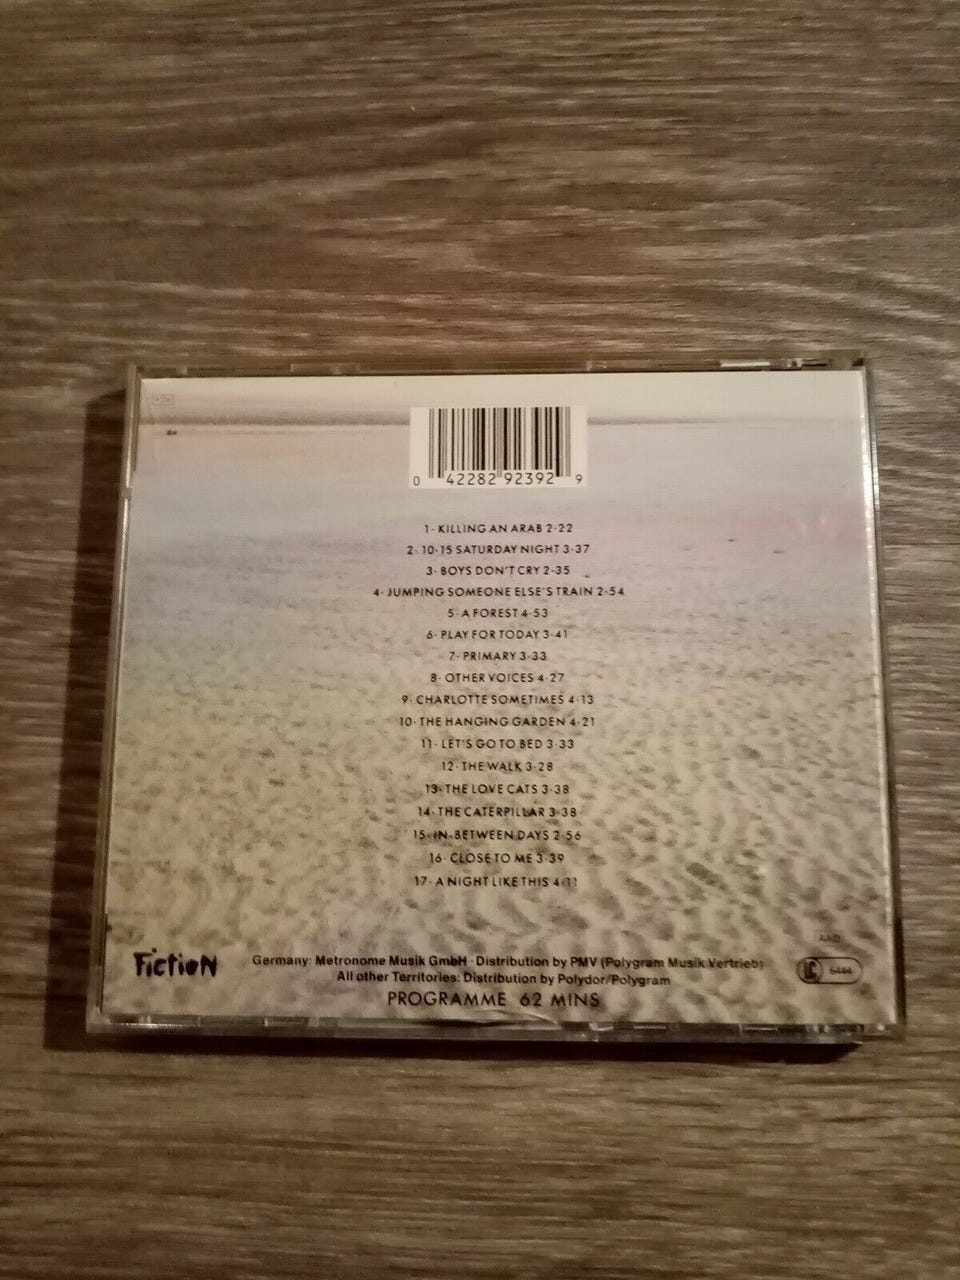 0 42282 92392 9
1· KILLING AN ARAB 2·22
2· 10·15 SATURDAY NIGHT 3·37
3· BOYS DON'T CRY 2·35
4· JUMPING SOMEONE ELSE'S TRAIN 2·54
5· A FOREST 4·53
6· PLAY FOR TODAY 3·41
7· PRIMARY 3·33
8· OTHER VOICES 4·27
9· CHARLOTTE SOMETIMES 4·13
10· THE HANGING GARDEN 4·21
11· LET'S GO TO BED 3·33
12· THE WALK 3·28
13· THE LOVE CATS 3·38
14· THE CATERPILLAR 3·38
15· IN-BETWEEN DAYS 2·56
16· CLOSE TO ME 3·39
17· A NIGHT LIKE THIS 4·11
Fiction
Germany: Metronome Musik GmbH · Distribution by PMV (Polygram Musik Vertrieb)
All other Territories: Distribution by Polydor/Polygram
PROGRAMME 62 MINS
LC